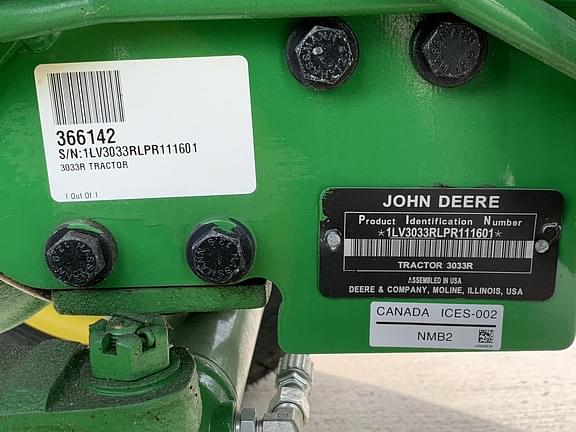 366142
S/N:1LV3033RLPR111601
3033R TRACTOR
1 Out Of 1
JOHN DEERE
Product Identification Number
*1LV3033RLPR111601*
TRACTOR 3033R
ASSEMBLED IN USA
DEERE & COMPANY, MOLINE, ILLINOIS, USA
CANADA ICES-002
NMB2